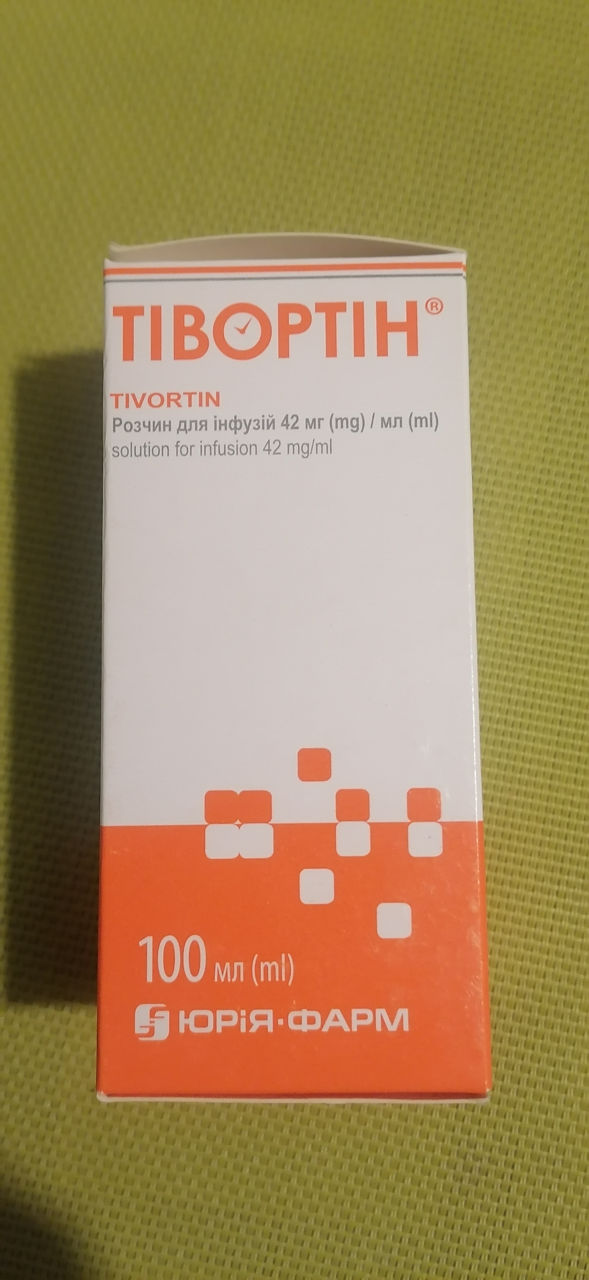 ТІВОРТІН®
TIVORTIN
Розчин для інфузій 42 мг (mg) / мл (ml)
solution for infusion 42 mg/ml
100 мл (ml)
ЮРіЯ·ФАРМ